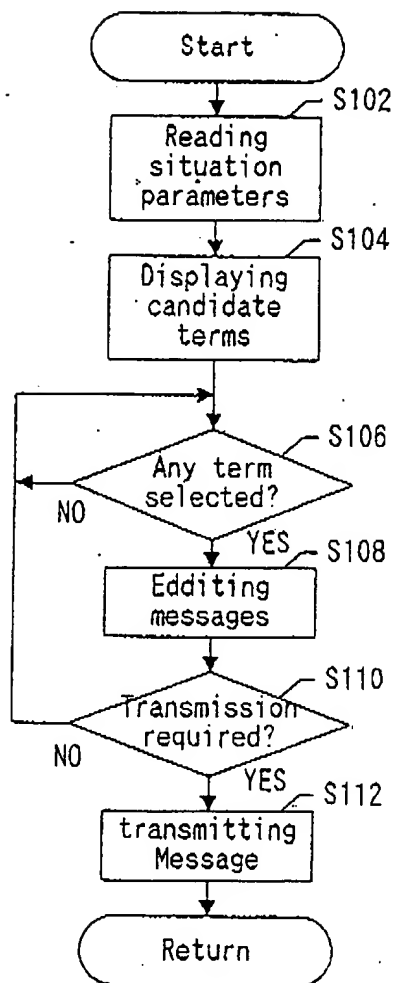 Start
S102
Reading
situation
parameters
S104
Displaying
candidate
terms
S106
Any term
selected?
NO
YES
S108
Edditing
messages
S110
Transmission
required?
NO
YES
S112
transmitting
Message
Return